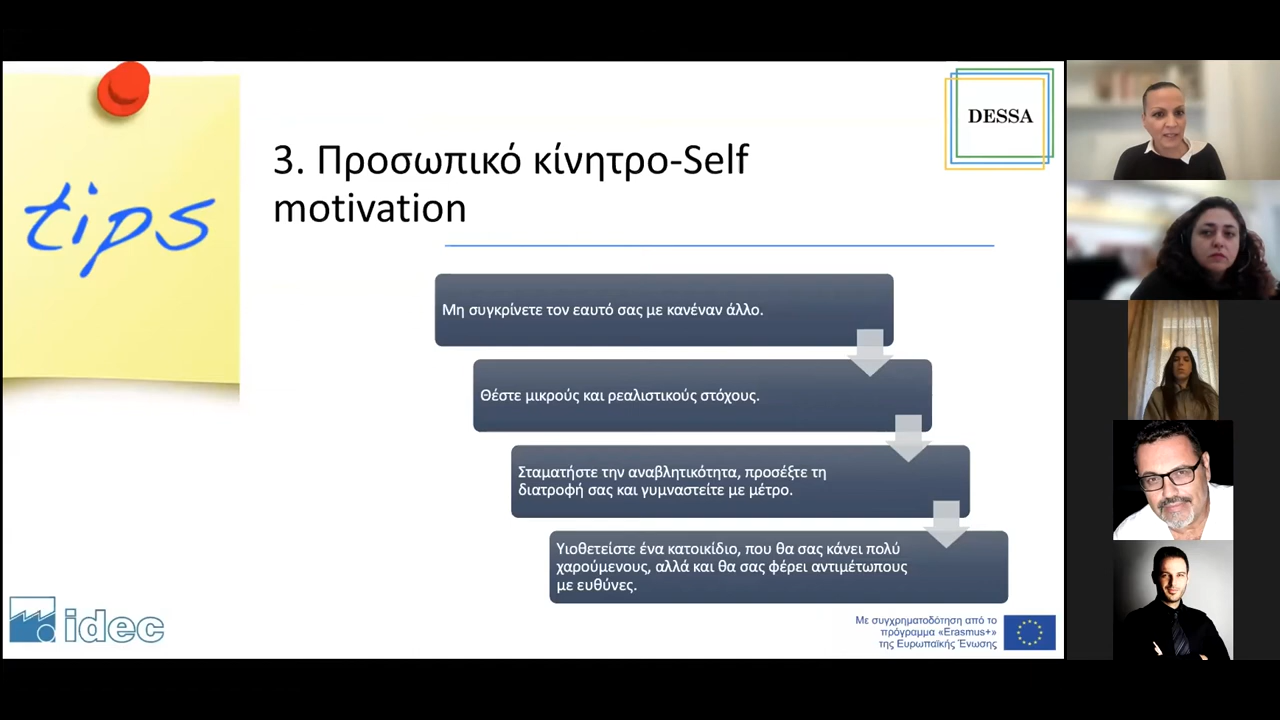 tips
DESSA
3. Προσωπικό κίνητρο-Self
motivation
Μη συγκρίνετε τον εαυτό σας με κανέναν άλλο.
Θέστε μικρούς και ρεαλιστικούς στόχους.
Σταματήστε την αναβλητικότητα, προσέξτε τη
διατροφή σας και γυμναστείτε με μέτρο.
Υιοθετείστε ένα κατοικίδιο, που θα σας κάνει πολύ
χαρούμενους, αλλά και θα σας φέρει αντιμέτωπους
με ευθύνες.
idec
Με συγχρηματοδότηση από το
πρόγραμμα «Erasmus+»
της Ευρωπαϊκής Ένωσης